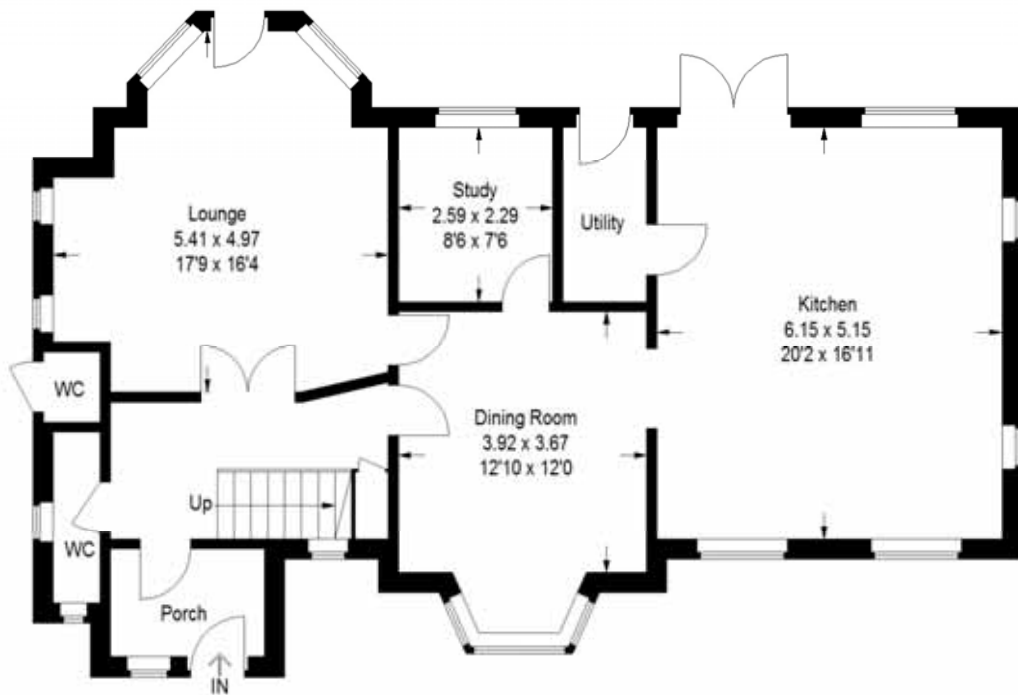 Lounge
5.41 x 4.97
17'9 x 16'4
Study
2.59 x 2.29
8'6 x 7'6
Utility
Kitchen
6.15 x 5.15
20'2 x 16'11
WC
Dining Room
3.92 x 3.67
12'10 x 12'0
Up
WC
Porch
IN